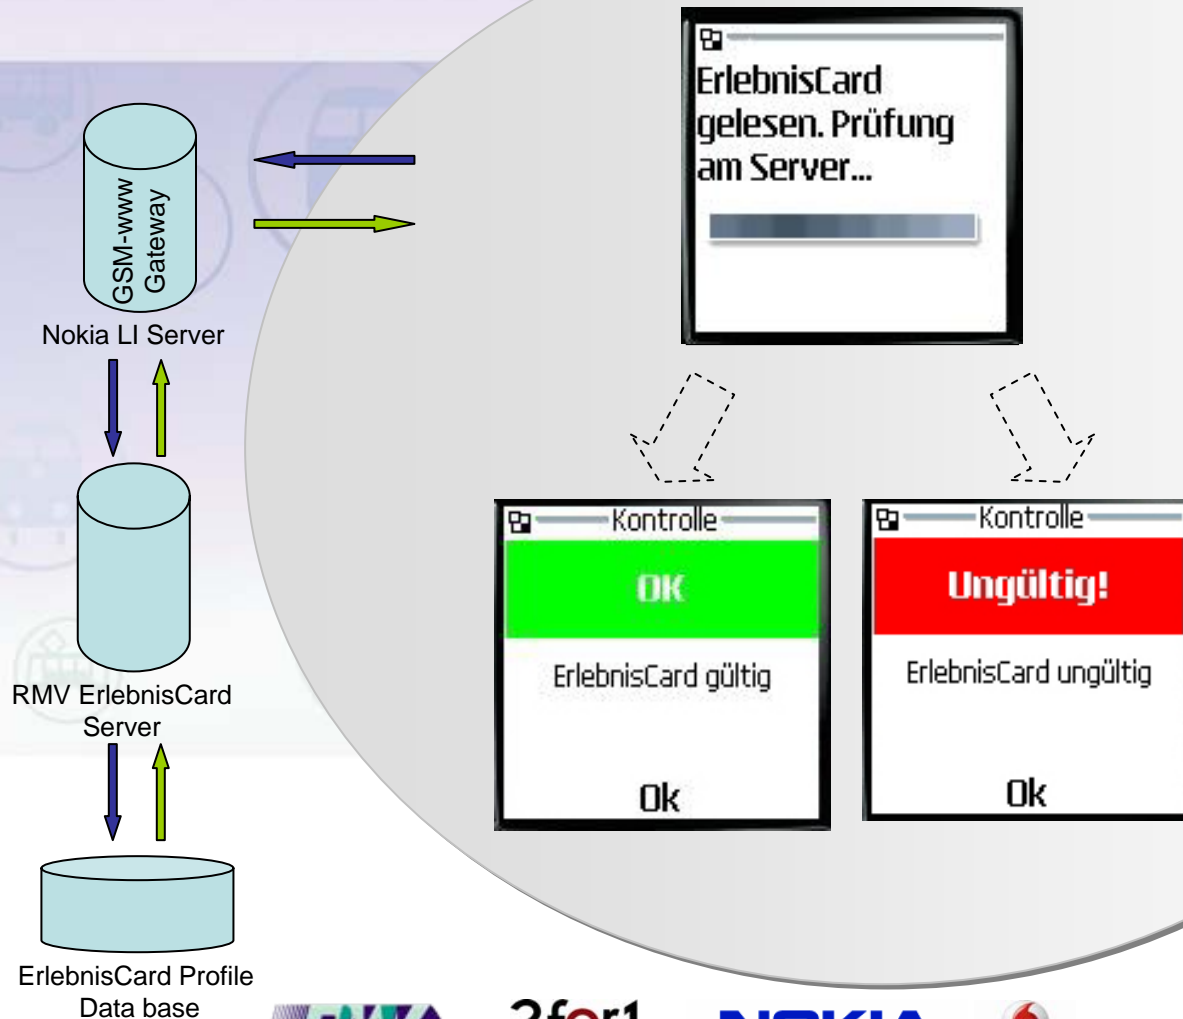 ErlebnisCard
gelesen. Prüfung
am Server...
GSM-www
Gateway
Nokia LI Server
RMV ErlebnisCard
Server
ErlebnisCard Profile
Data base
Kontrolle
OK
ErlebnisCard gültig
Ok
Kontrolle
Ungültig!
ErlebnisCard ungültig
Ok
2for1
NOKIA